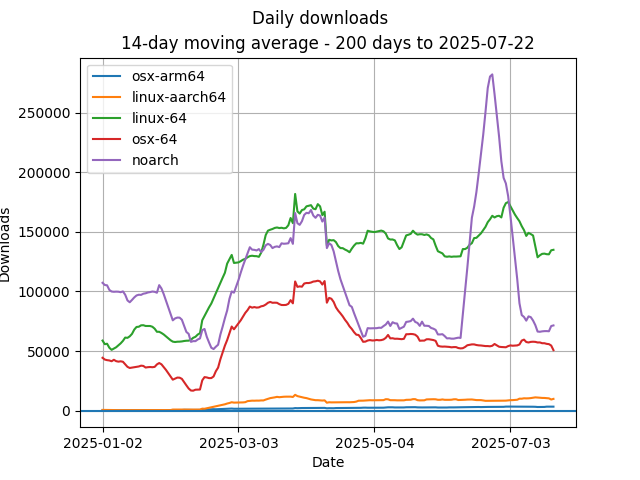 Daily downloads
14-day moving average - 200 days to 2025-07-22
osx-arm64
linux-aarch64
linux-64
osx-64
noarch
250000
200000
150000
100000
50000
0
Downloads
2025-01-02 2025-03-03 2025-05-04 2025-07-03
Date